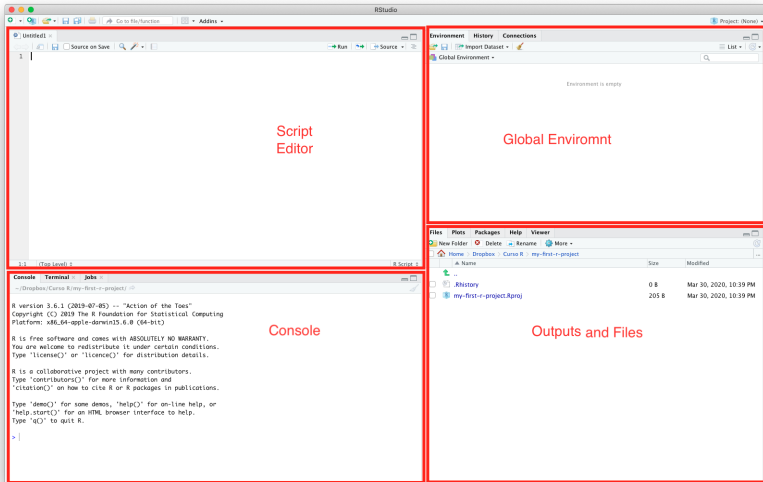 RStudio
Go to file/function
Addins
Project: (None)
Untitled1
Source on Save
Run
Source
1
Script
Editor
1:1 (Top Level) R Script
Environment History Connections
Import Dataset
List
Global Environment
Environment is empty
Global Enviromnt
Console Terminal Jobs
~/Dropbox/Curso R/my-first-r-project/
R version 3.6.1 (2019-07-05) -- "Action of the Toes"
Copyright (C) 2019 The R Foundation for Statistical Computing
Platform: x86_64-apple-darwin15.6.0 (64-bit)
R is free software and comes with ABSOLUTELY NO WARRANTY.
You are welcome to redistribute it under certain conditions.
Type 'license()' or 'licence()' for distribution details.
R is a collaborative project with many contributors.
Type 'contributors()' for more information and
'citation()' on how to cite R or R packages in publications.
Type 'demo()' for some demos, 'help()' for on-line help, or
'help.start()' for an HTML browser interface to help.
Type 'q()' to quit R.
>
Console
Files Plots Packages Help Viewer
New Folder Delete Rename More
Home Dropbox Curso R my-first-r-project ...
Name Size Modified
..
.Rhistory 0 B Mar 30, 2020, 10:39 PM
my-first-r-project.Rproj 205 B Mar 30, 2020, 10:39 PM
Outputs and Files